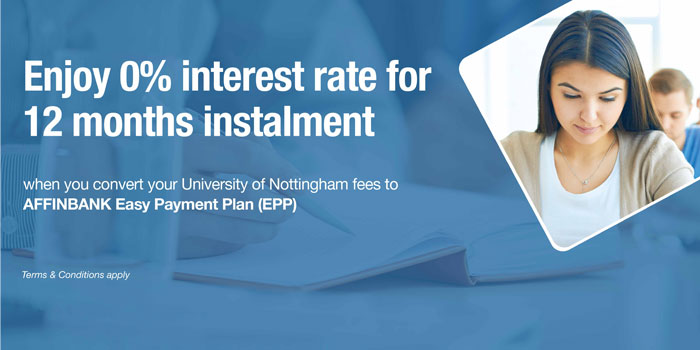 Enjoy 0% interest rate for
12 months instalment
when you convert your University of Nottingham fees to
AFFINBANK Easy Payment Plan (EPP)
Terms & Conditions apply